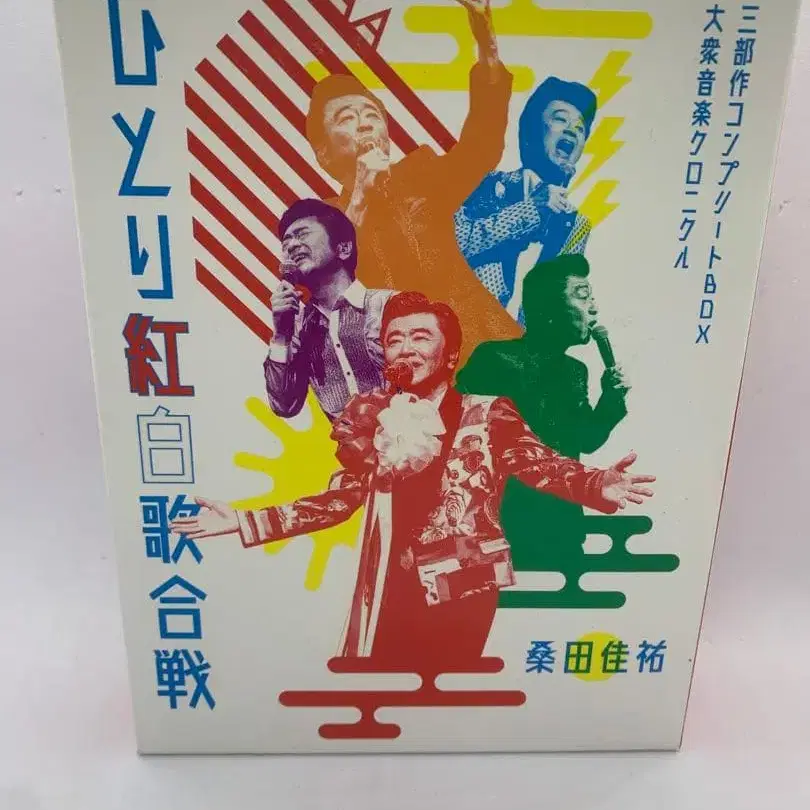 三部作コンプリートBOX
大衆音楽クロニクル
ひとり紅白歌合戦
桑田佳祐